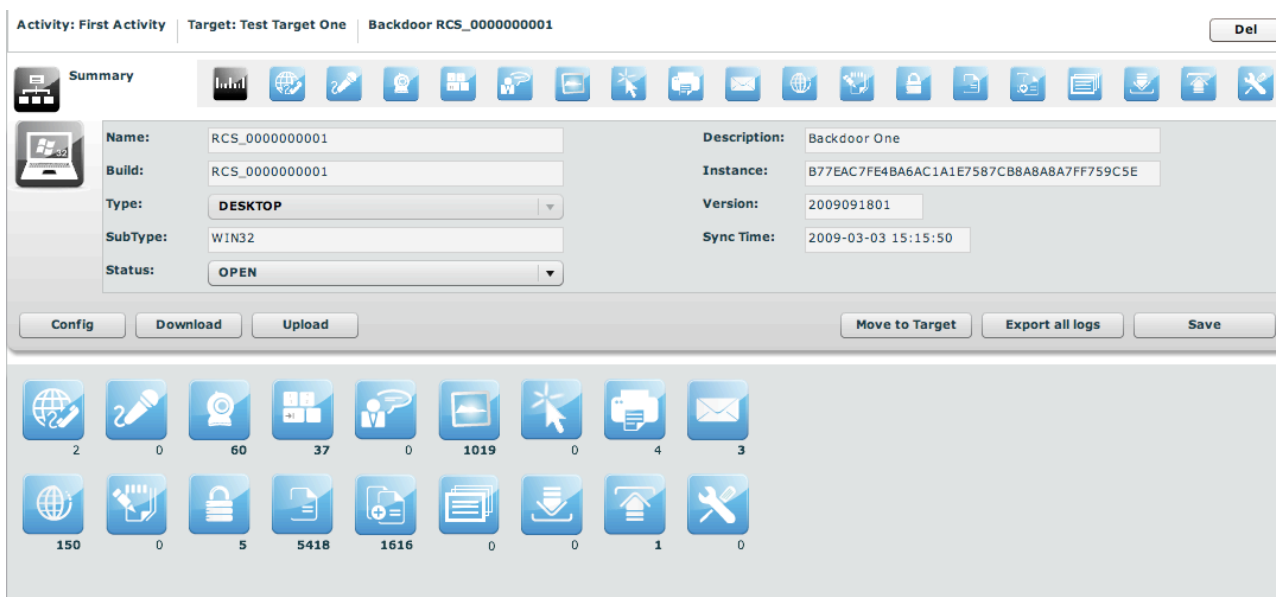 Activity: First Activity Target: Test Target One Backdoor RCS_0000000001
Del
Summary
Name: RCS_0000000001 Description: Backdoor One
Build: RCS_0000000001 Instance: B77EAC7FE4BA6AC1A1E7587CB8A8A8A7FF759C5E
Type: DESKTOP Version: 2009091801
SubType: WIN32 Sync Time: 2009-03-03 15:15:50
Status: OPEN
Config Download Upload Move to Target Export all logs Save
2 0 60 37 0 1019 0 4 3
150 0 5 5418 1616 0 0 1 0